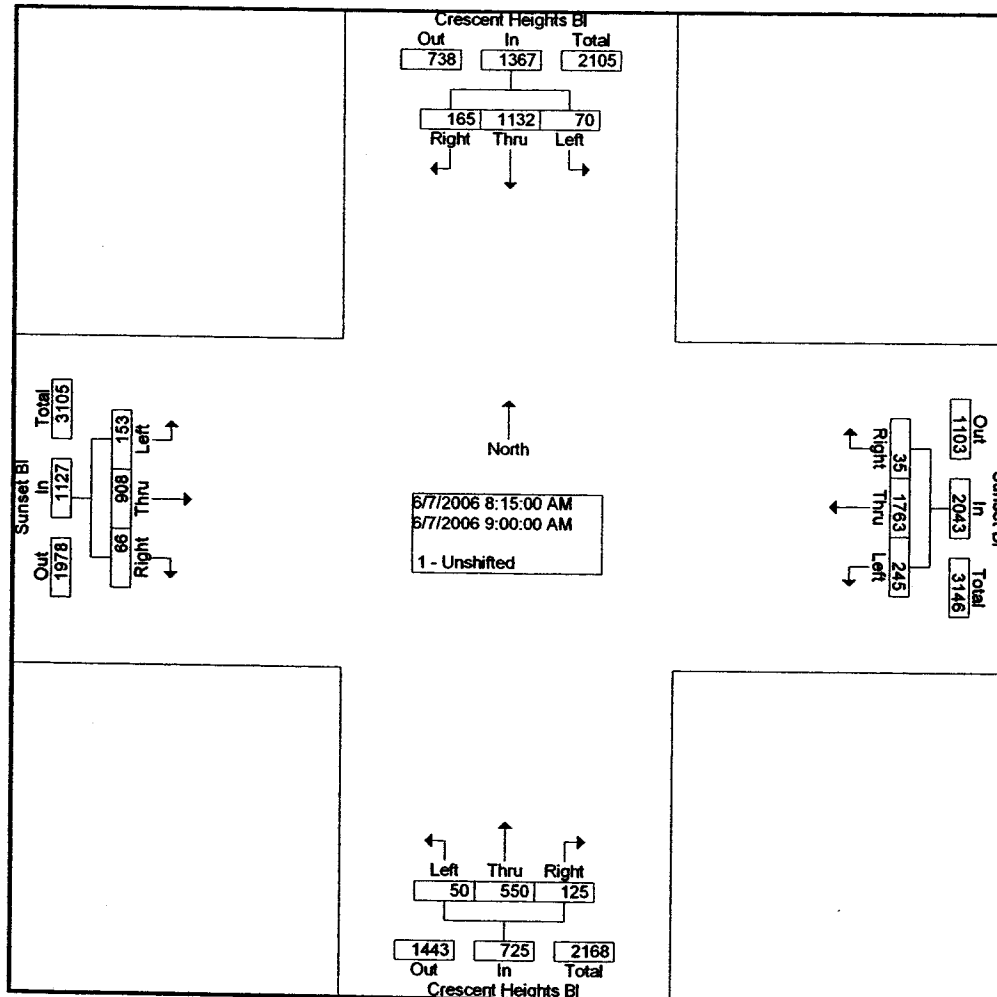 Crescent Heights Bl
Out In Total
738 1367 2105
165 1132 70
Right Thru Left
Total In Out
3105 1127 1978
Sunset Bl
153 908 66
Left Thru Right
North
6/7/2006 8:15:00 AM
6/7/2006 9:00:00 AM
1 - Unshifted
Right Thru Left
35 1763 245
Out In Total
1103 2043 3146
Sunset Bl
Left Thru Right
50 550 125
1443 725 2168
Out In Total
Crescent Heights Bl